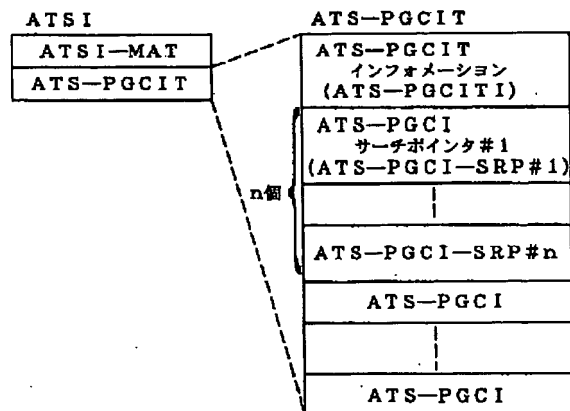 ATSI
ATSI—MAT
ATS—PGCIT
ATS—PGCIT
ATS—PGCIT
インフォメーション
(ATS—PGCITI)
ATS—PGCI
サーチポインタ#1
(ATS—PGCI—SRP#1)
n個
ATS—PGCI—SRP#n
ATS—PGCI
ATS—PGCI